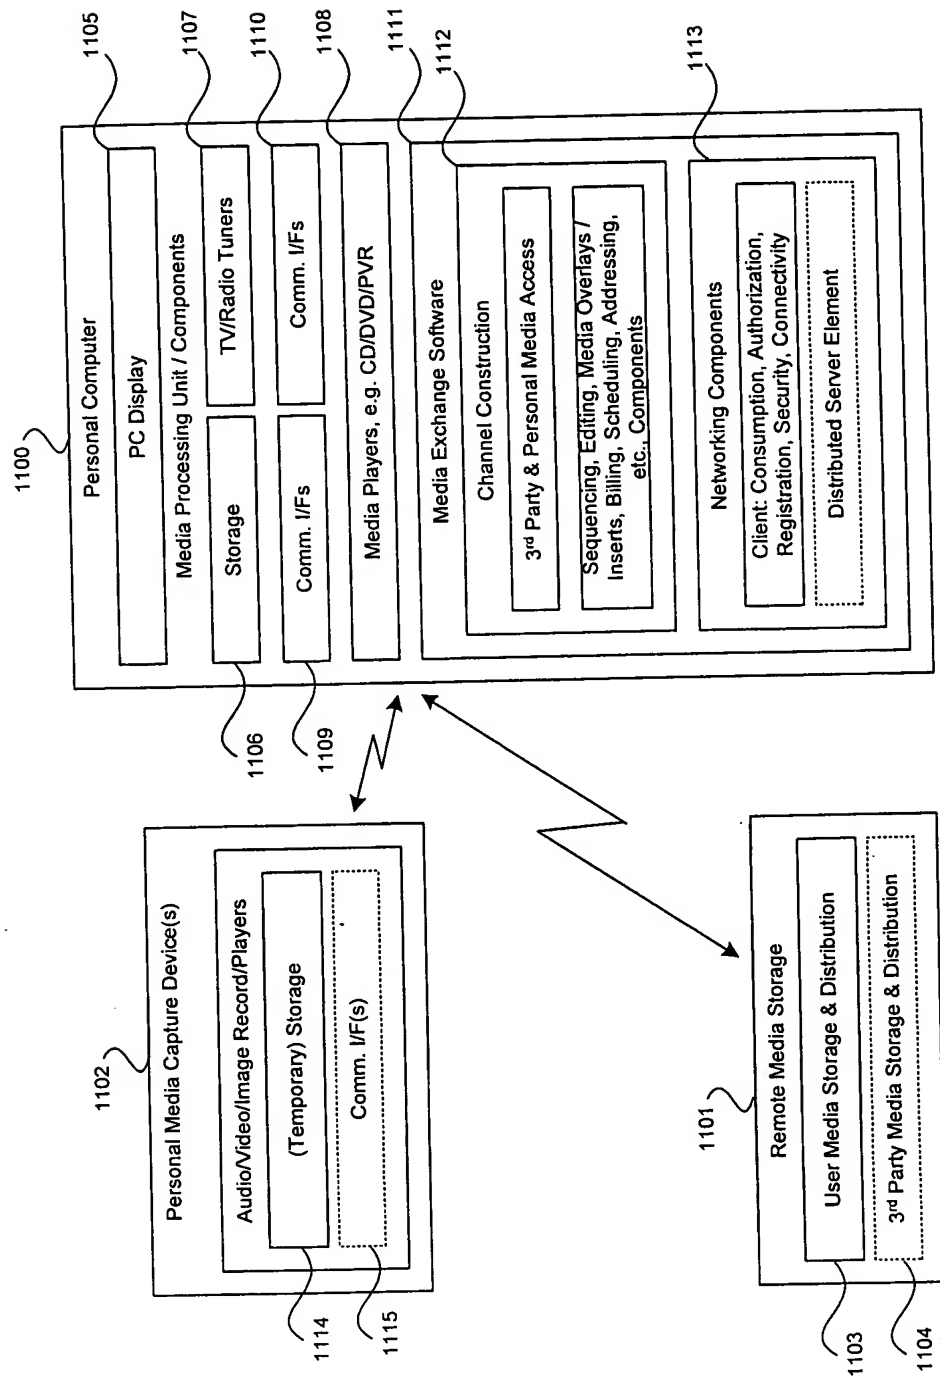 1100
Personal Computer
PC Display
1105
Media Processing Unit / Components
Storage
TV/Radio Tuners
1106
1107
Comm. I/Fs
Comm. I/Fs
1109
1110
Media Players, e.g. CD/DVD/PVR
1108
Media Exchange Software
1111
Channel Construction
1112
3rd Party & Personal Media Access
Sequencing, Editing, Media Overlays /
Inserts, Billing, Scheduling, Addressing,
etc., Components
Networking Components
1113
Client: Consumption, Authorization,
Registration, Security, Connectivity
Distributed Server Element
1102
Personal Media Capture Device(s)
Audio/Video/Image Record/Players
(Temporary) Storage
Comm. I/F(s)
1114
1115
1101
Remote Media Storage
User Media Storage & Distribution
3rd Party Media Storage & Distribution
1103
1104